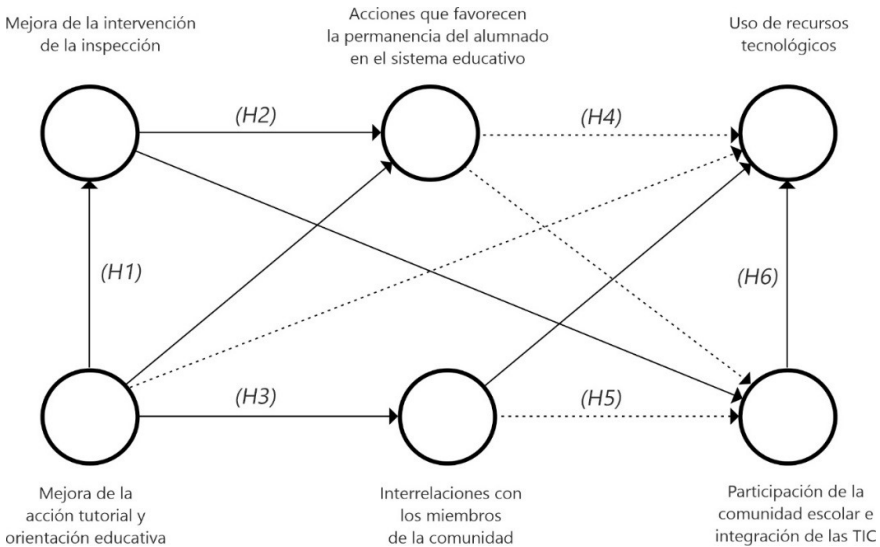 Mejora de la intervención
de la inspección
Acciones que favorecen
la permanencia del alumnado
en el sistema educativo
Uso de recursos
tecnológicos
(H2)
(H4)
(H1)
(H6)
(H3)
(H5)
Mejora de la
acción tutorial y
orientación educativa
Interrelaciones con
los miembros
de la comunidad
Participación de la
comunidad escolar e
integración de las TIC